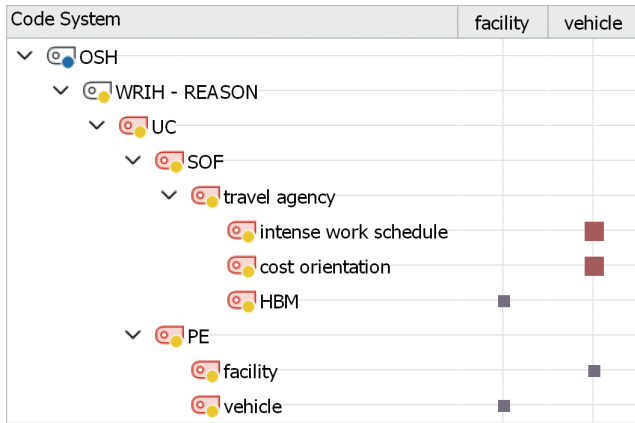 Code System facility vehicle
OSH
WRIH - REASON
UC
SOF
travel agency
intense work schedule
cost orientation
HBM
PE
facility
vehicle